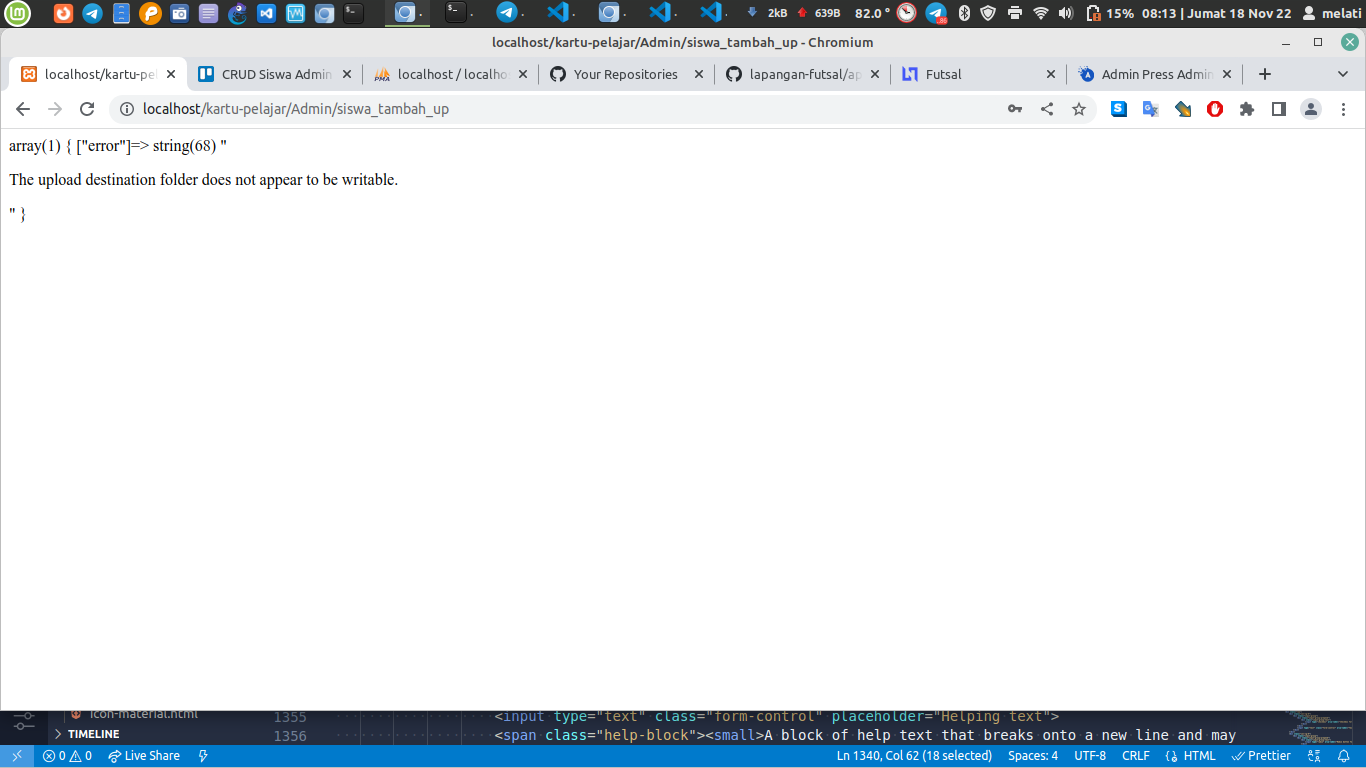 2kB 639B 82.0 ° 86 15% 08:13 | Jumat 18 Nov 22 melati
localhost/kartu-pelajar/Admin/siswa_tambah_up - Chromium
localhost/kartu-pel CRUD Siswa Admin PMA localhost / localhos Your Repositories lapangan-futsal/ap Futsal Admin Press Admin
localhost/kartu-pelajar/Admin/siswa_tambah_up
array(1) { ["error"]=> string(68) "
The upload destination folder does not appear to be writable.
" }
icon-material.html 1355 <input type="text" class="form-control" placeholder="Helping text">
TIMELINE 1356 <span class="help-block"><small>A block of help text that breaks onto a new line and may
0 0 Live Share Ln 1340, Col 62 (18 selected) Spaces: 4 UTF-8 CRLF HTML Prettier